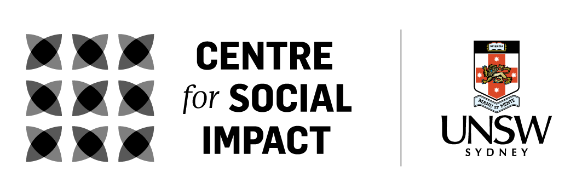 CENTRE
for SOCIAL
IMPACT
UNSW
SYDNEY